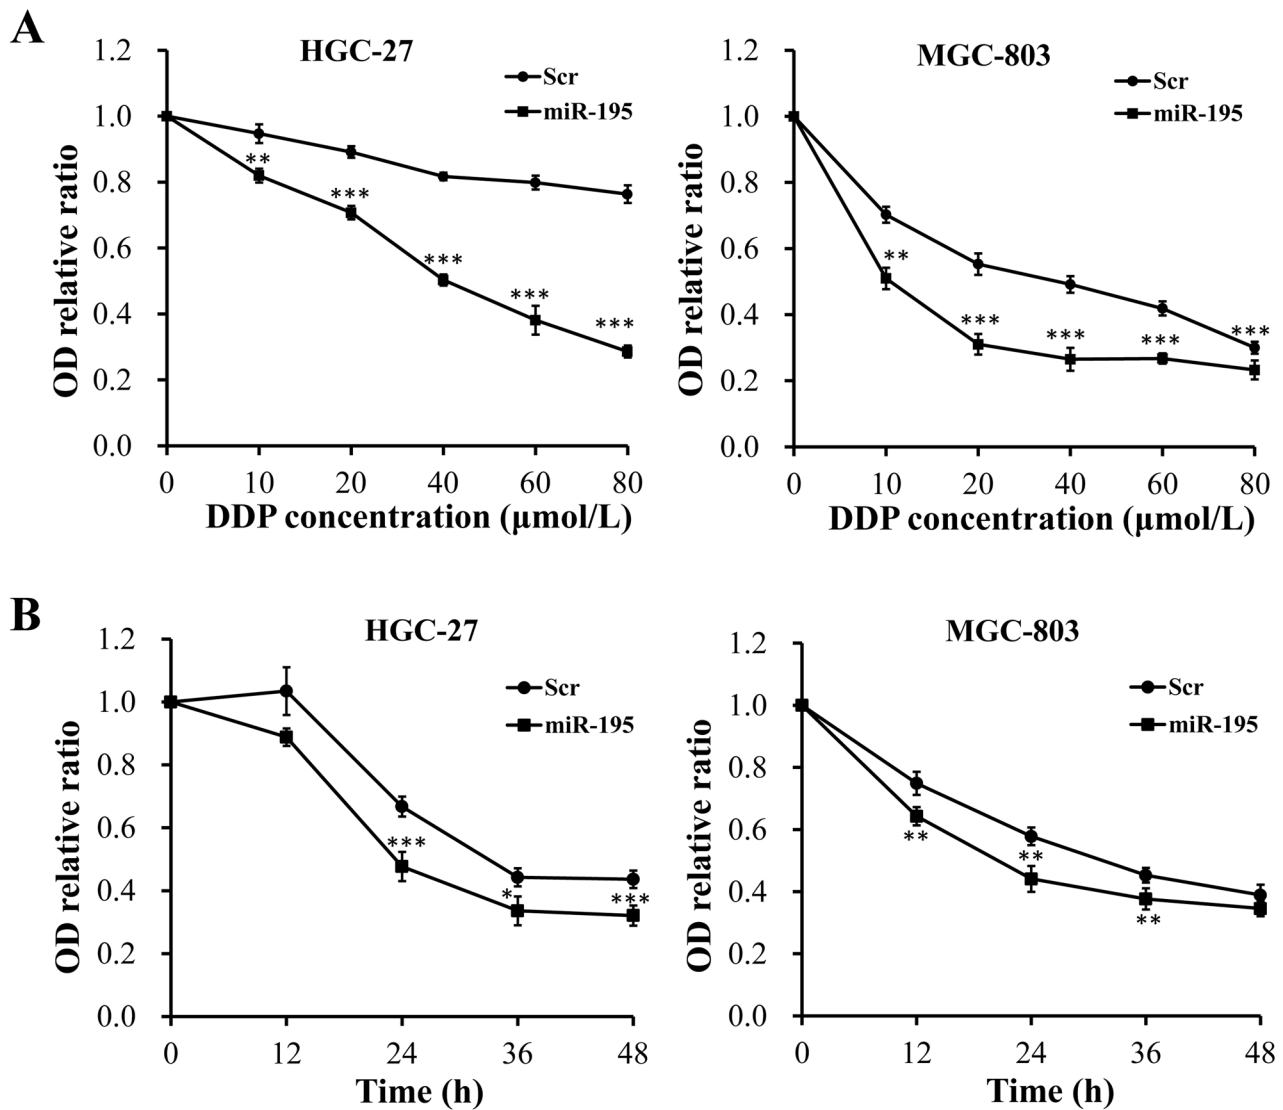 A
HGC-27
Scr
miR-195
OD relative ratio
1.2
1.0
0.8
0.6
0.4
0.2
0.0
**
***
***
***
***
0 10 20 40 60 80
DDP concentration (μmol/L)
MGC-803
Scr
miR-195
OD relative ratio
1.2
1.0
0.8
0.6
0.4
0.2
0.0
**
***
***
***
***
0 10 20 40 60 80
DDP concentration (μmol/L)
B
HGC-27
Scr
miR-195
OD relative ratio
1.2
1.0
0.8
0.6
0.4
0.2
0.0
***
*
***
0 12 24 36 48
Time (h)
MGC-803
Scr
miR-195
OD relative ratio
1.2
1.0
0.8
0.6
0.4
0.2
0.0
**
**
**
0 12 24 36 48
Time (h)